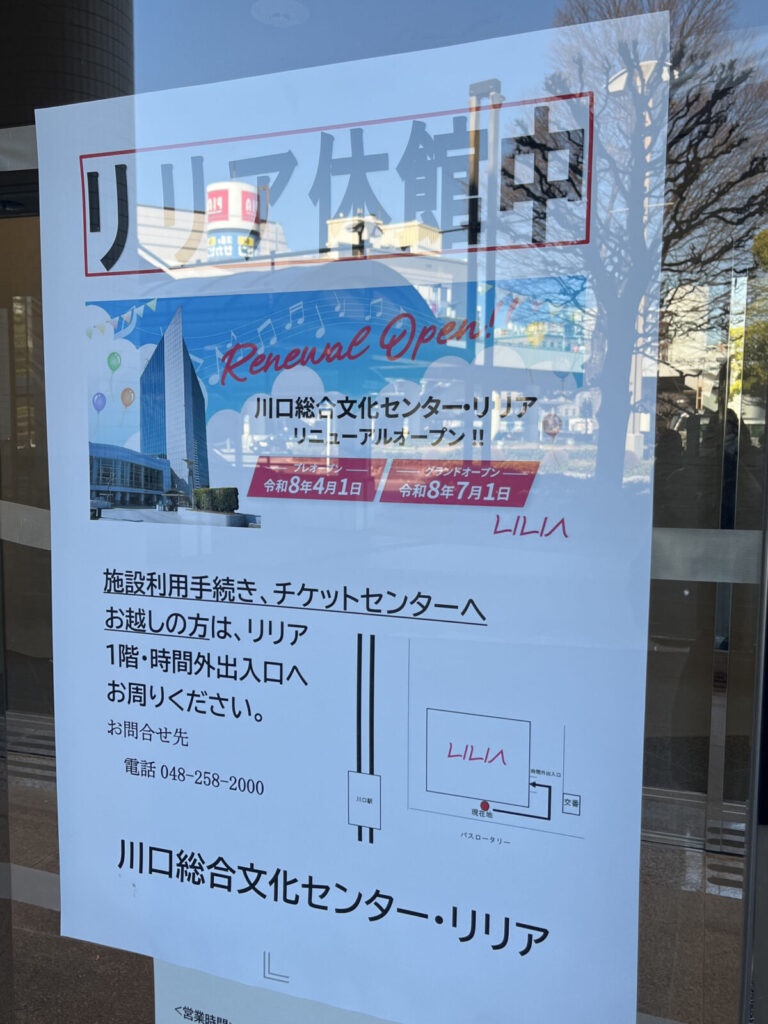 リリア休館中
Renewal Open!!
川口総合文化センター・リリア
リニューアルオープン!!
プレオープン
令和8年4月1日
グランドオープン
令和8年7月1日
LILIA
施設利用手続き、チケットセンターへ
お越しの方は、リリア
1階・時間外出入口へ
お周りください。
お問合せ先
電話 048-258-2000
LILIA
時間外出入口
川口駅
現在地
交番
バスロータリー
川口総合文化センター・リリア
<営業時間